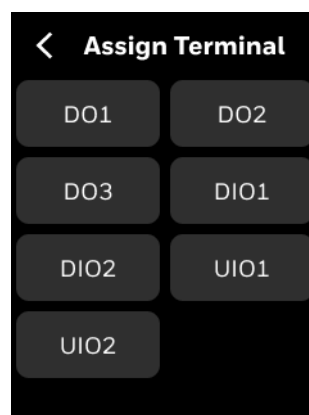 Assign Terminal
DO1 DO2
DO3 DIO1
DIO2 UIO1
UIO2